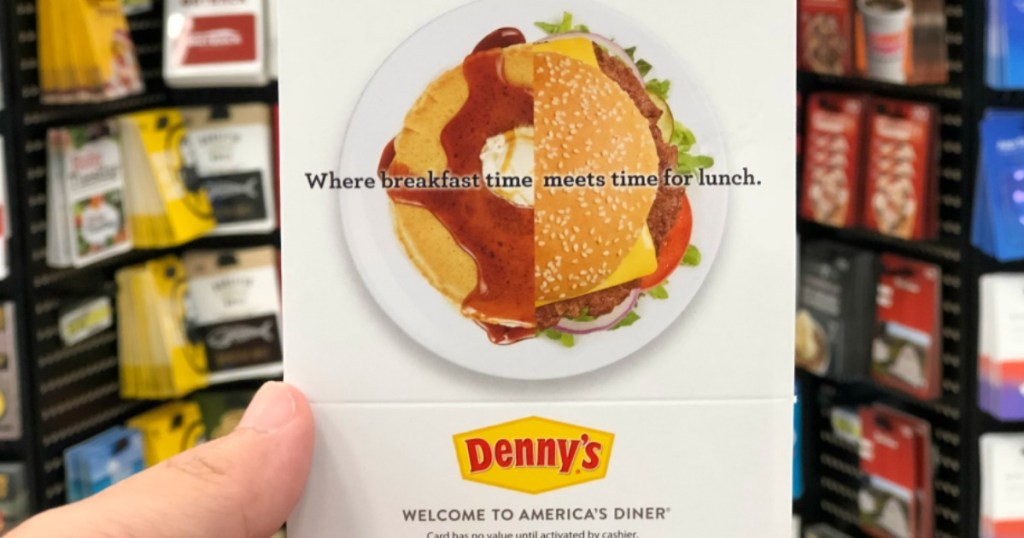 Where breakfast time meets time for lunch.
Denny's
WELCOME TO AMERICA'S DINER®
Card has no value until activated by cashier.